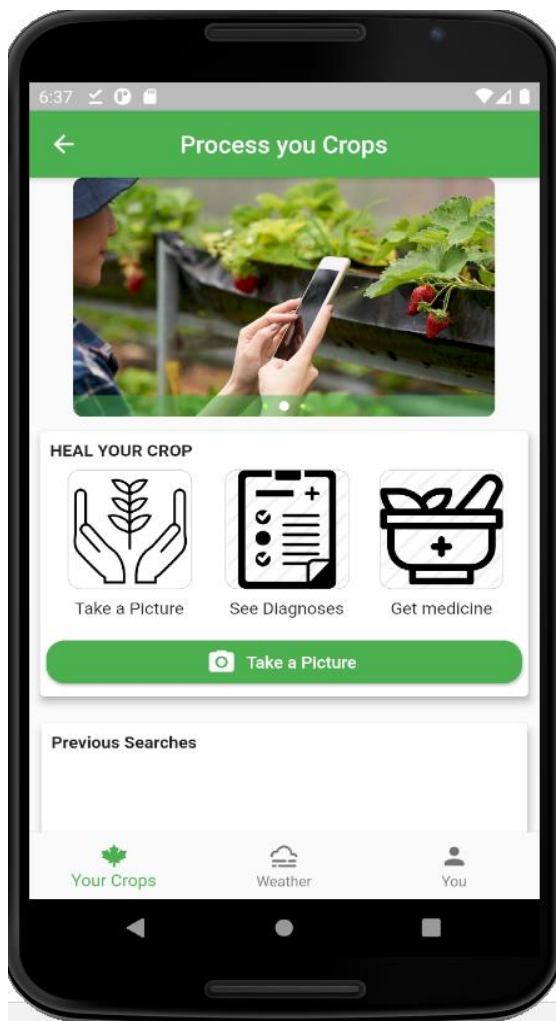 6:37
Process you Crops
HEAL YOUR CROP
Take a Picture See Diagnoses Get medicine
Take a Picture
Previous Searches
Your Crops Weather You